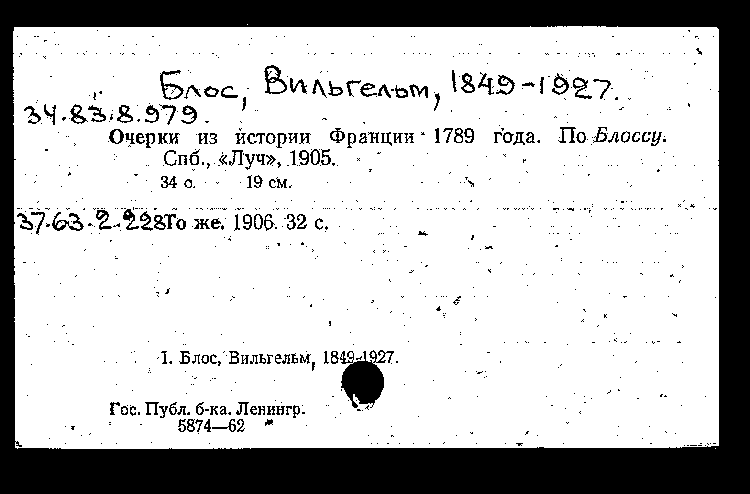 Блос, Вильгельм, 1849-1927.
34.83.8.979.
Очерки из истории Франции 1789 года. По Блоссу.
Спб., «Луч», 1905.
34 с. 19 см.
37.63.2.228 То же. 1906. 32 с.
I. Блос, Вильгельм, 1849-1927.
Гос. Публ. б-ка. Ленингр.
5874—62